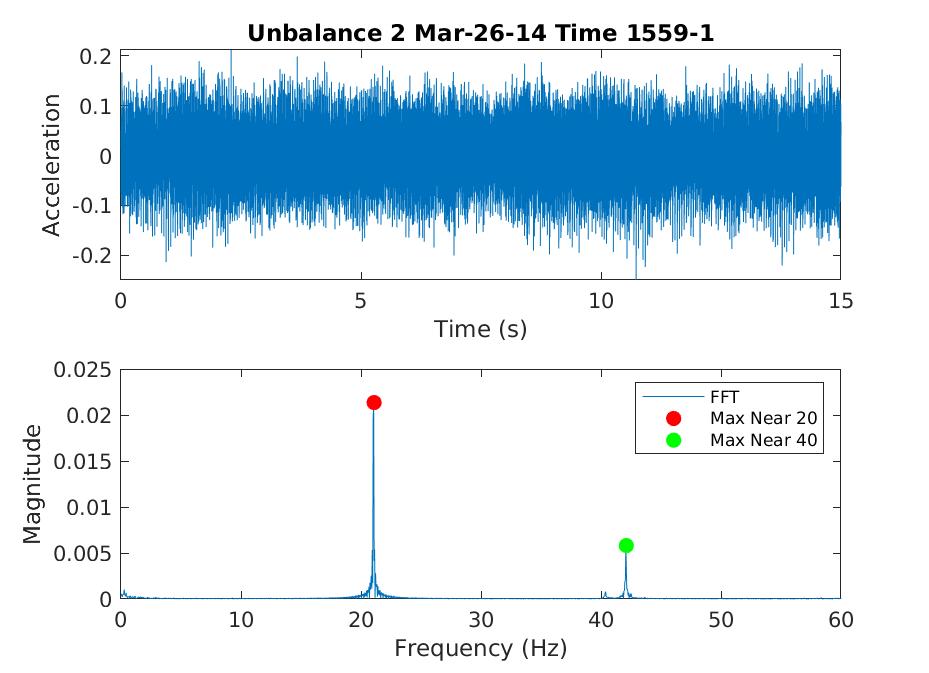 Unbalance 2 Mar-26-14 Time 1559-1
0.2
0.1
0
-0.1
-0.2
Acceleration
0
5
10
15
Time (s)
0.025
0.02
0.015
0.01
0.005
0
Magnitude
FFT
Max Near 20
Max Near 40
0
10
20
30
40
50
60
Frequency (Hz)